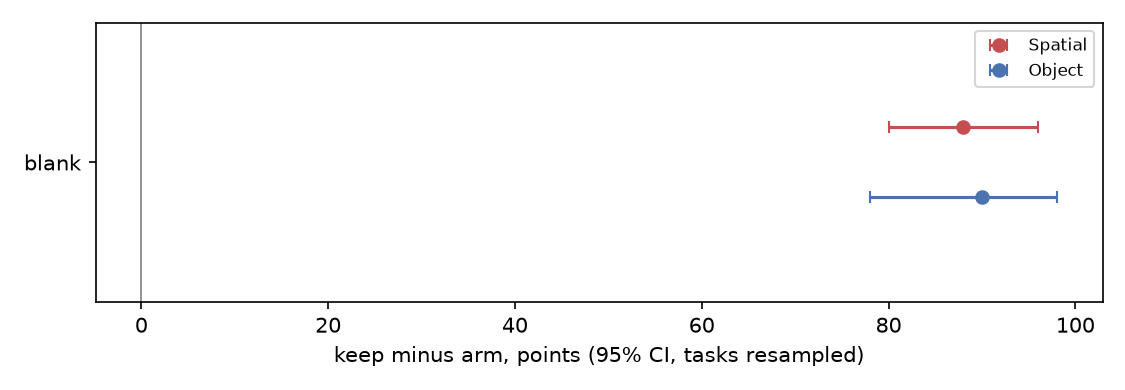 Spatial
Object
blank
0 20 40 60 80 100
keep minus arm, points (95% CI, tasks resampled)